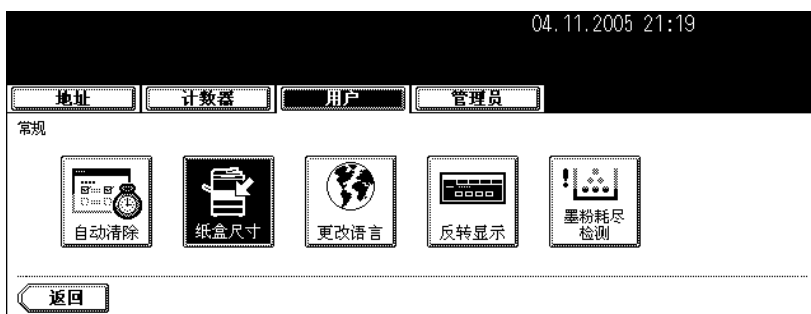 04.11.2005 21:19
地址 计数器 用户 管理员
常规
自动清除 纸盒尺寸 更改语言 反转显示 墨粉耗尽
检测
返回